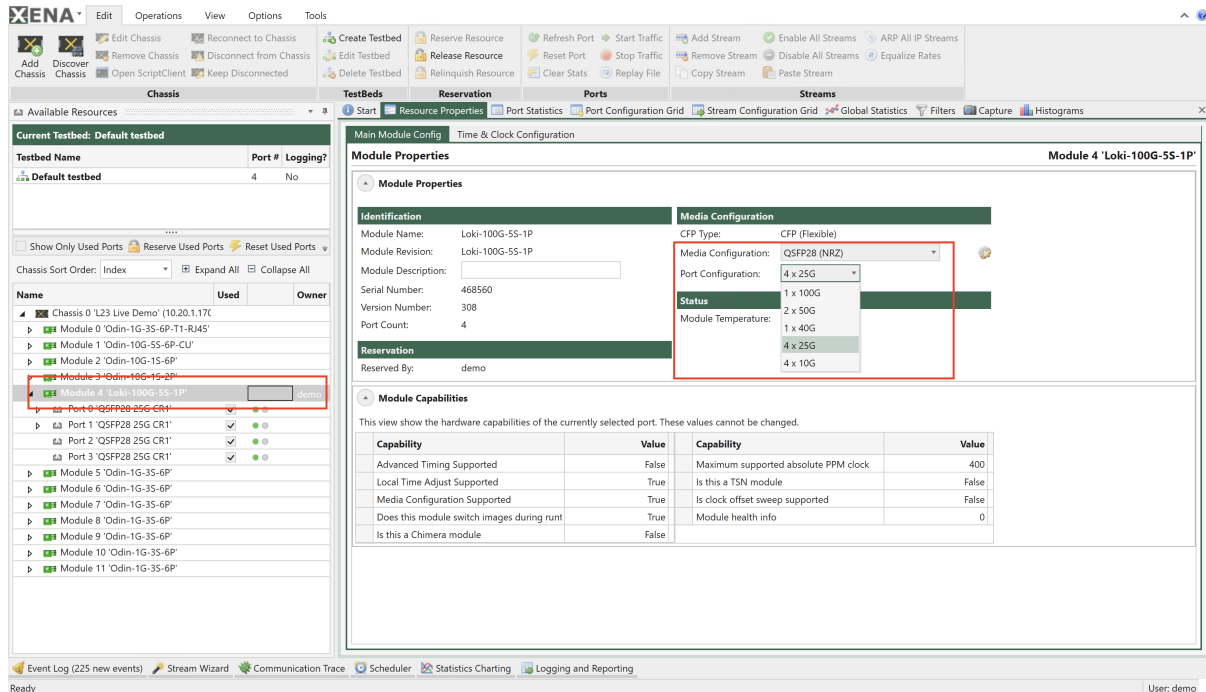 XENA Edit Operations View Options Tools
Add Chassis
Discover Chassis
Edit Chassis
Remove Chassis
Open ScriptClient
Reconnect to Chassis
Disconnect from Chassis
Keep Disconnected
Chassis
Create Testbed
Edit Testbed
Delete Testbed
TestBeds
Reserve Resource
Release Resource
Relinquish Resource
Reservation
Refresh Port Start Traffic
Reset Port Stop Traffic
Clear Stats Replay File
Ports
Add Stream Enable All Streams ARP All IP Streams
Remove Stream Disable All Streams Equalize Rates
Copy Stream Paste Stream
Streams
Available Resources
Current Testbed: Default testbed
Testbed Name Port # Logging?
Default testbed 4 No
Show Only Used Ports Reserve Used Ports Reset Used Ports
Chassis Sort Order: Index Expand All Collapse All
Name Used Owner
Chassis 0 'L23 Live Demo' (10.20.1.170
Module 0 'Odin-1G-3S-6P-T1-RJ45'
Module 1 'Odin-10G-5S-6P-CU'
Module 2 'Odin-10G-1S-6P'
Module 3 'Odin-10G-1S-2P'
Module 4 'Loki-100G-5S-1P' demo
Port 0 'QSFP28 25G CR1'
Port 1 'QSFP28 25G CR1'
Port 2 'QSFP28 25G CR1'
Port 3 'QSFP28 25G CR1'
Module 5 'Odin-1G-3S-6P'
Module 6 'Odin-1G-3S-6P'
Module 7 'Odin-1G-3S-6P'
Module 8 'Odin-1G-3S-6P'
Module 9 'Odin-1G-3S-6P'
Module 10 'Odin-1G-3S-6P'
Module 11 'Odin-1G-3S-6P'
Start Resource Properties Port Statistics Port Configuration Grid Stream Configuration Grid Global Statistics Filters Capture Histograms
Main Module Config Time & Clock Configuration
Module Properties Module 4 'Loki-100G-5S-1P'
Module Properties
Identification
Module Name: Loki-100G-5S-1P
Module Revision: Loki-100G-5S-1P
Module Description:
Serial Number: 468560
Version Number: 308
Port Count: 4
Reservation
Reserved By: demo
Media Configuration
CFP Type: CFP (Flexible)
Media Configuration: QSFP28 (NRZ)
Port Configuration: 4 x 25G
1 x 100G
2 x 50G
1 x 40G
4 x 25G
4 x 10G
Status
Module Temperature:
Module Capabilities
This view show the hardware capabilities of the currently selected port. These values cannot be changed.
Capability Value Capability Value
Advanced Timing Supported False Maximum supported absolute PPM clock 400
Local Time Adjust Supported True Is this a TSN module False
Media Configuration Supported True Is clock offset sweep supported False
Does this module switch images during runt True Module health info 0
Is this a Chimera module False
Event Log (225 new events) Stream Wizard Communication Trace Scheduler Statistics Charting Logging and Reporting
Ready User: demo